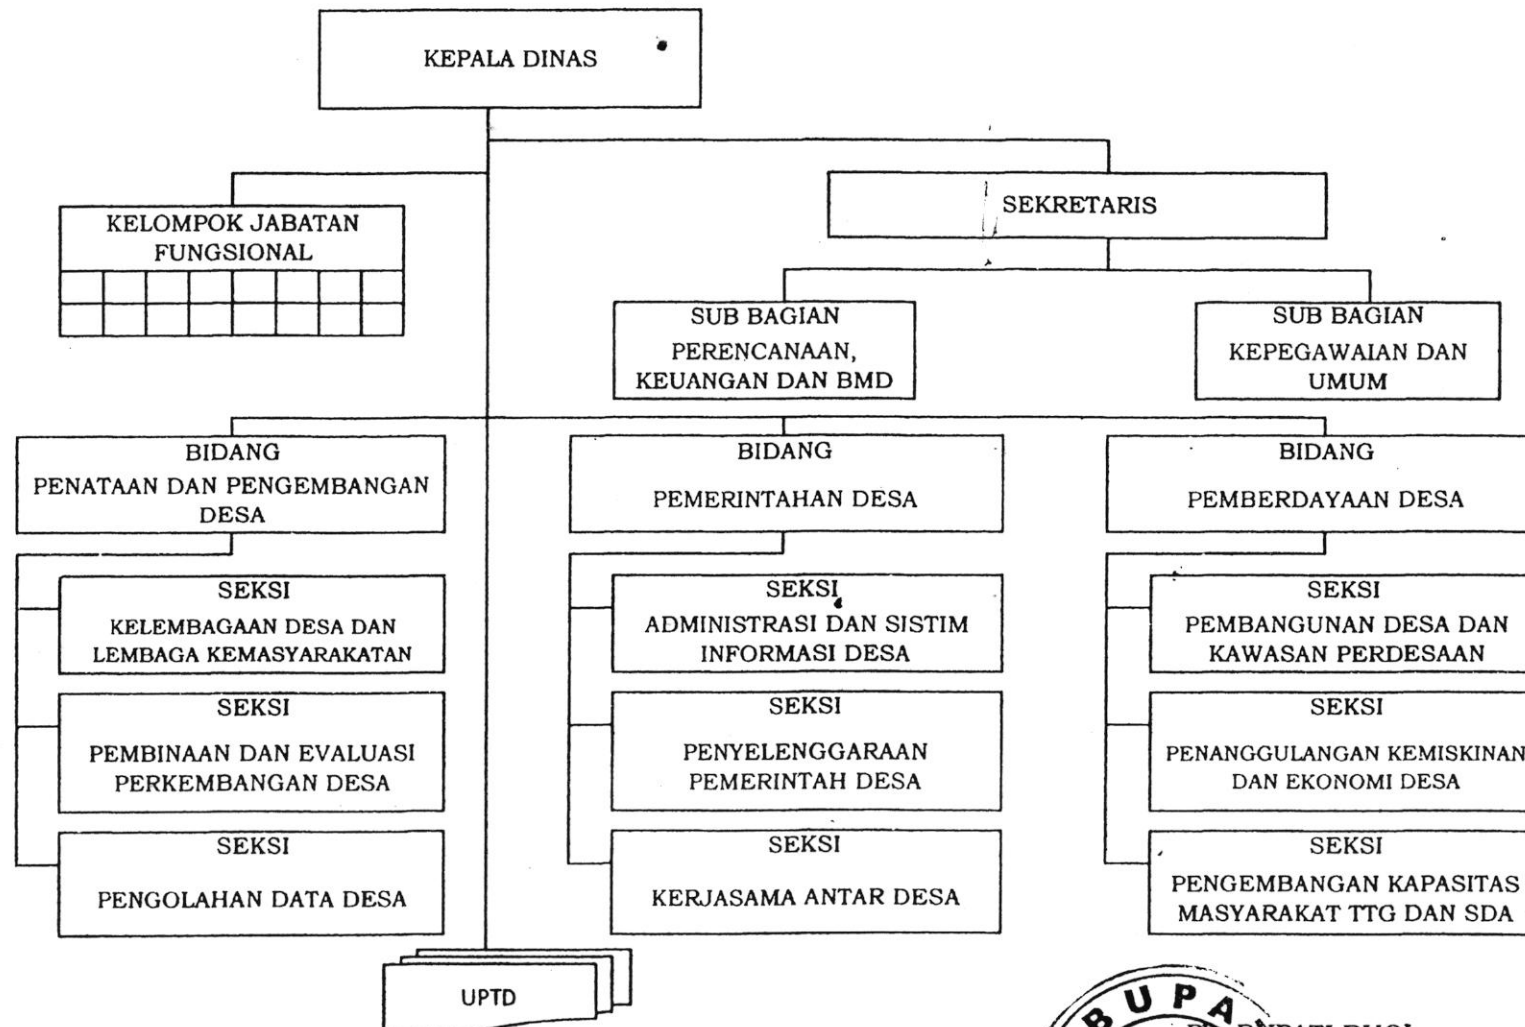 KEPALA DINAS
SEKRETARIS
KELOMPOK JABATAN
FUNGSIONAL
SUB BAGIAN
PERENCANAAN,
KEUANGAN DAN BMD
SUB BAGIAN
KEPEGAWAIAN DAN
UMUM
BIDANG
PENATAAN DAN PENGEMBANGAN
DESA
BIDANG
PEMERINTAHAN DESA
BIDANG
PEMBERDAYAAN DESA
SEKSI
KELEMBAGAAN DESA DAN
LEMBAGA KEMASYARAKATAN
SEKSI
ADMINISTRASI DAN SISTIM
INFORMASI DESA
SEKSI
PEMBANGUNAN DESA DAN
KAWASAN PERDESAAN
SEKSI
PEMBINAAN DAN EVALUASI
PERKEMBANGAN DESA
SEKSI
PENYELENGGARAAN
PEMERINTAH DESA
SEKSI
PENANGGULANGAN KEMISKINAN
DAN EKONOMI DESA
SEKSI
PENGOLAHAN DATA DESA
SEKSI
KERJASAMA ANTAR DESA
SEKSI
PENGEMBANGAN KAPASITAS
MASYARAKAT TTG DAN SDA
UPTD
BUPA